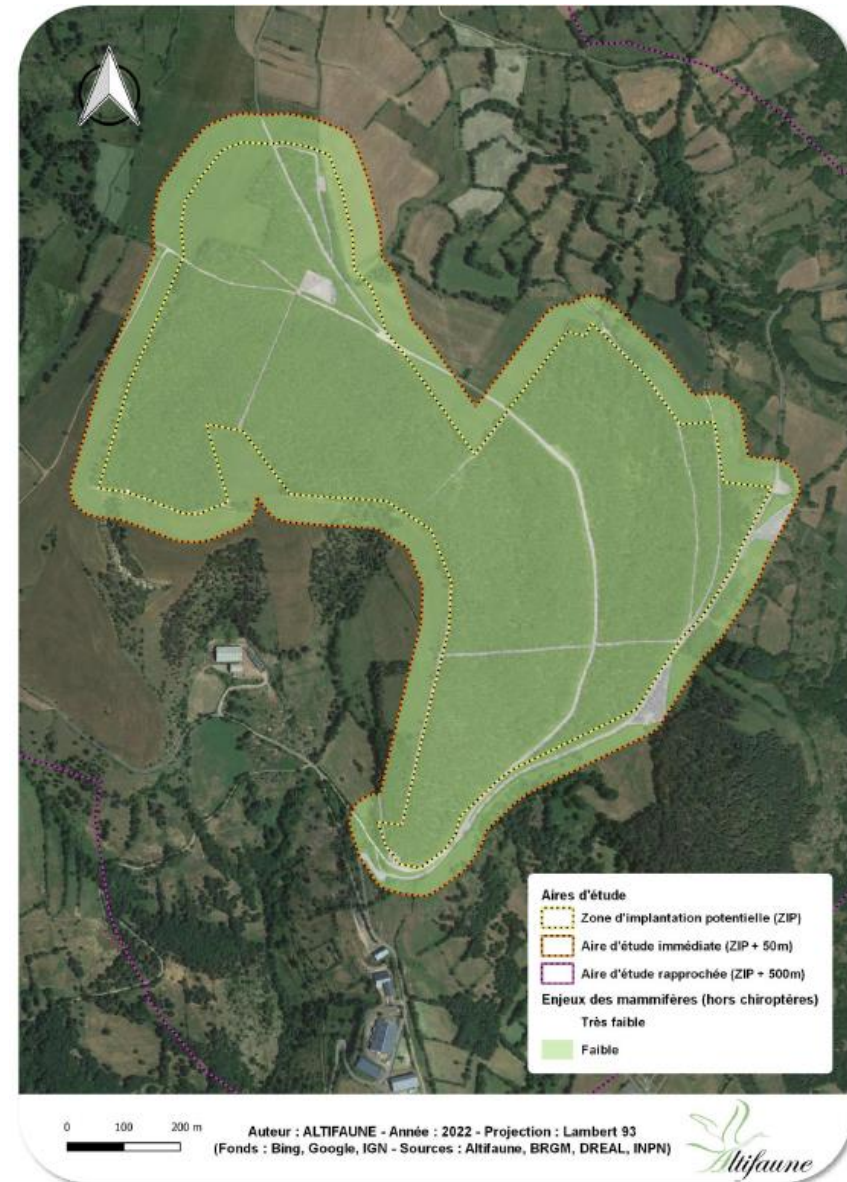 Aires d'étude
Zone d'implantation potentielle (ZIP)
Aire d'étude immédiate (ZIP + 50m)
Aire d'étude rapprochée (ZIP + 500m)
Enjeux des mammifères (hors chiroptères)
Très faible
Faible
0 100 200 m
Auteur : ALTIFAUNE - Année : 2022 - Projection : Lambert 93
(Fonds : Bing, Google, IGN - Sources : Altifaune, BRGM, DREAL, INPN)
Altifaune